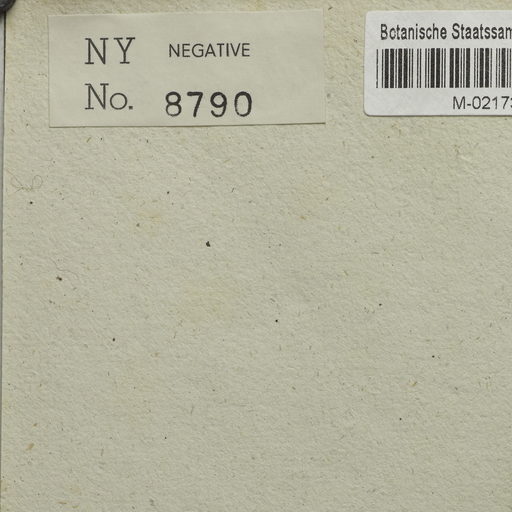 NY NEGATIVE
No. 8790
Botanische Staatssam
M-0217